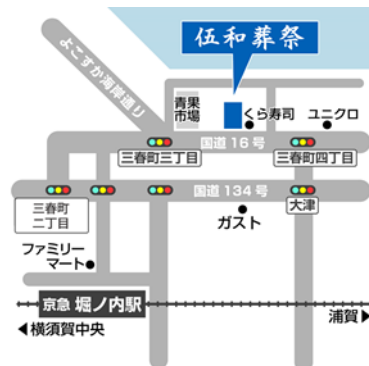 伍和葬祭
よこすか海岸通り
青果
市場
くら寿司
ユニクロ
国道16号
三春町三丁目
三春町四丁目
国道134号
三春町
二丁目
大津
ガスト
ファミリー
マート
京急 堀ノ内駅
浦賀▶
◀横須賀中央